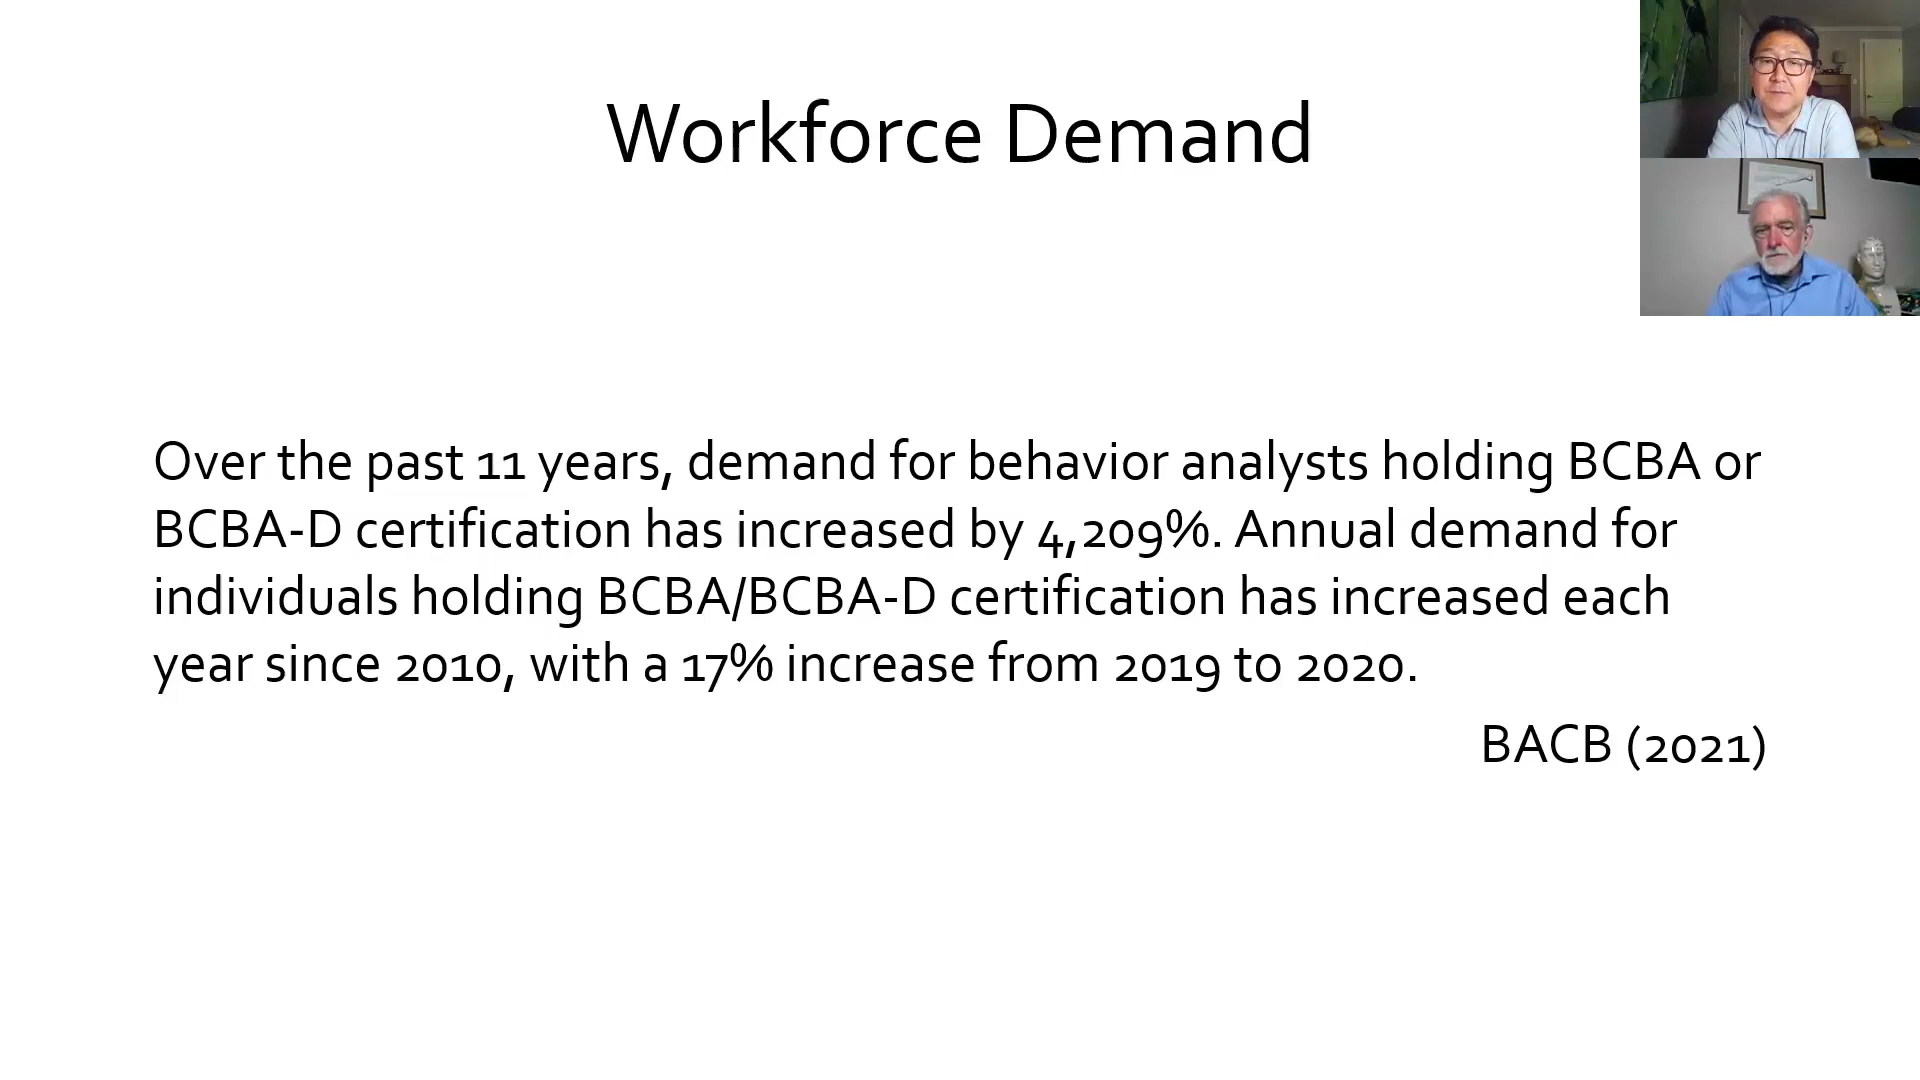 Workforce Demand
Over the past 11 years, demand for behavior analysts holding BCBA or
BCBA-D certification has increased by 4,209%. Annual demand for
individuals holding BCBA/BCBA-D certification has increased each
year since 2010, with a 17% increase from 2019 to 2020.
BACB (2021)